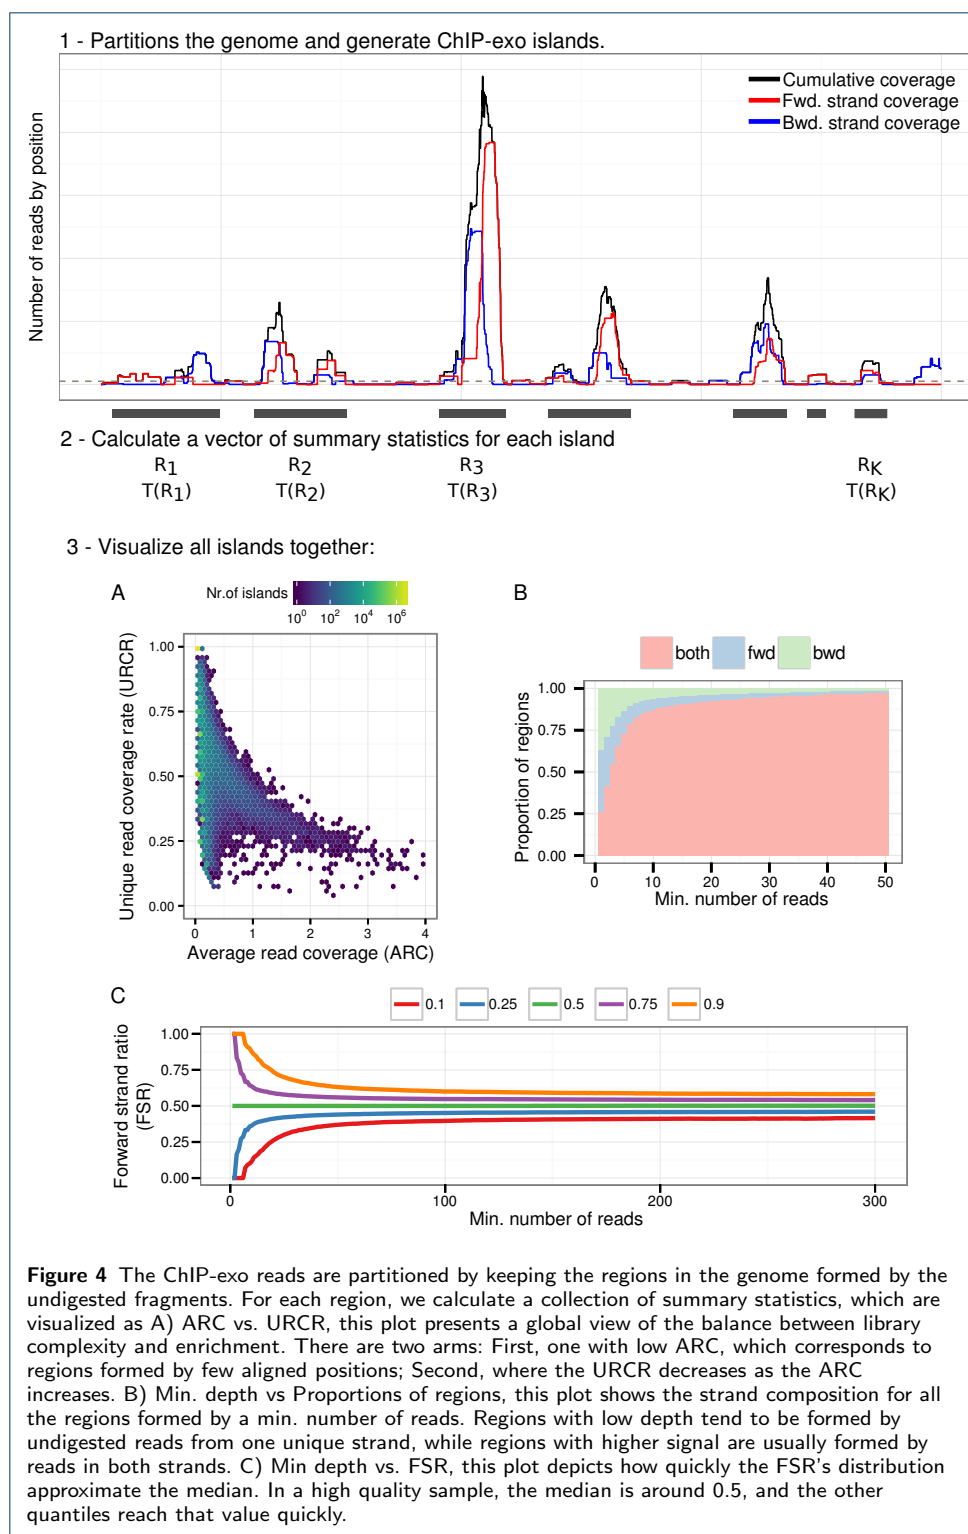 1 - Partitions the genome and generate ChIP-exo islands.
Number of reads by position
Cumulative coverage
Fwd. strand coverage
Bwd. strand coverage
2 - Calculate a vector of summary statistics for each island
R1 R2 R3 RK
T(R1) T(R2) T(R3) T(RK)
3 - Visualize all islands together:
A
Nr.of islands
10^0 10^2 10^4 10^6
Unique read coverage rate (URCR)
1.00
0.75
0.50
0.25
0.00
0 1 2 3 4
Average read coverage (ARC)
B
both fwd bwd
Proportion of regions
1.00
0.75
0.50
0.25
0.00
0 10 20 30 40 50
Min. number of reads
C
0.1 0.25 0.5 0.75 0.9
Forward strand ratio
(FSR)
1.00
0.75
0.50
0.25
0.00
0 100 200 300
Min. number of reads
Figure 4 The ChIP-exo reads are partitioned by keeping the regions in the genome formed by the
undigested fragments. For each region, we calculate a collection of summary statistics, which are
visualized as A) ARC vs. URCR, this plot presents a global view of the balance between library
complexity and enrichment. There are two arms: First, one with low ARC, which corresponds to
regions formed by few aligned positions; Second, where the URCR decreases as the ARC
increases. B) Min. depth vs Proportions of regions, this plot shows the strand composition for all
the regions formed by a min. number of reads. Regions with low depth tend to be formed by
undigested reads from one unique strand, while regions with higher signal are usually formed by
reads in both strands. C) Min depth vs. FSR, this plot depicts how quickly the FSR's distribution
approximate the median. In a high quality sample, the median is around 0.5, and the other
quantiles reach that value quickly.